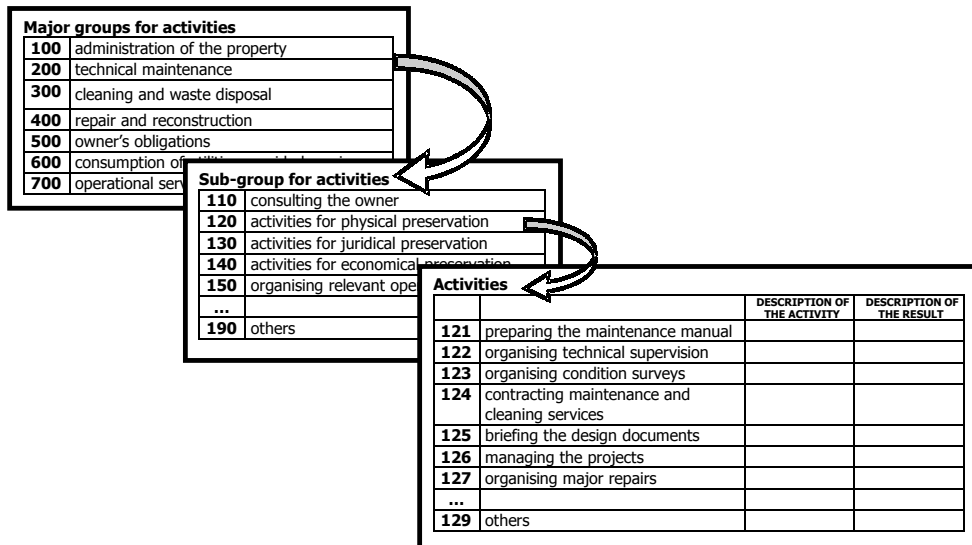 Major groups for activities
100 administration of the property
200 technical maintenance
300 cleaning and waste disposal
400 repair and reconstruction
500 owner's obligations
600 consumption of
700 operational
Sub-group for activities
110 consulting the owner
120 activities for physical preservation
130 activities for juridical preservation
140 activities for economical preservation
150 organising relevant
...
190 others
Activities
DESCRIPTION OF THE ACTIVITY
DESCRIPTION OF THE RESULT
121 preparing the maintenance manual
122 organising technical supervision
123 organising condition surveys
124 contracting maintenance and
cleaning services
125 briefing the design documents
126 managing the projects
127 organising major repairs
...
129 others